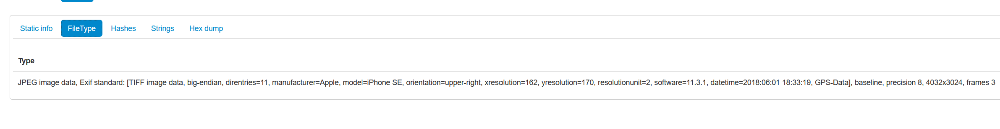 Static info FileType Hashes Strings Hex dump
Type
JPEG image data, Exif standard: [TIFF image data, big-endian, direntries=11, manufacturer=Apple, model=iPhone SE, orientation=upper-right, xresolution=162, yresolution=170, resolutionunit=2, software=11.3.1, datetime=2018:06:01 18:33:19, GPS-Data], baseline, precision 8, 4032x3024, frames 3